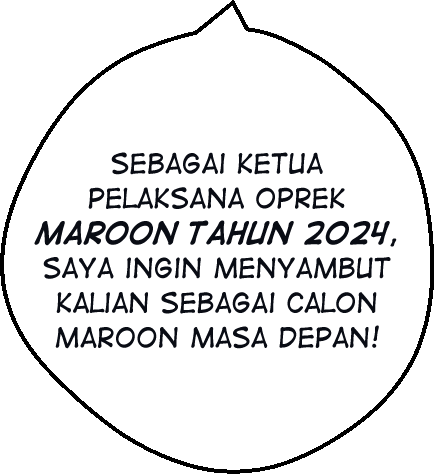 SEBAGAI KETUA
PELAKSANA OPREK
MAROON TAHUN 2024,
SAYA INGIN MENYAMBUT
KALIAN SEBAGAI CALON
MAROON MASA DEPAN!